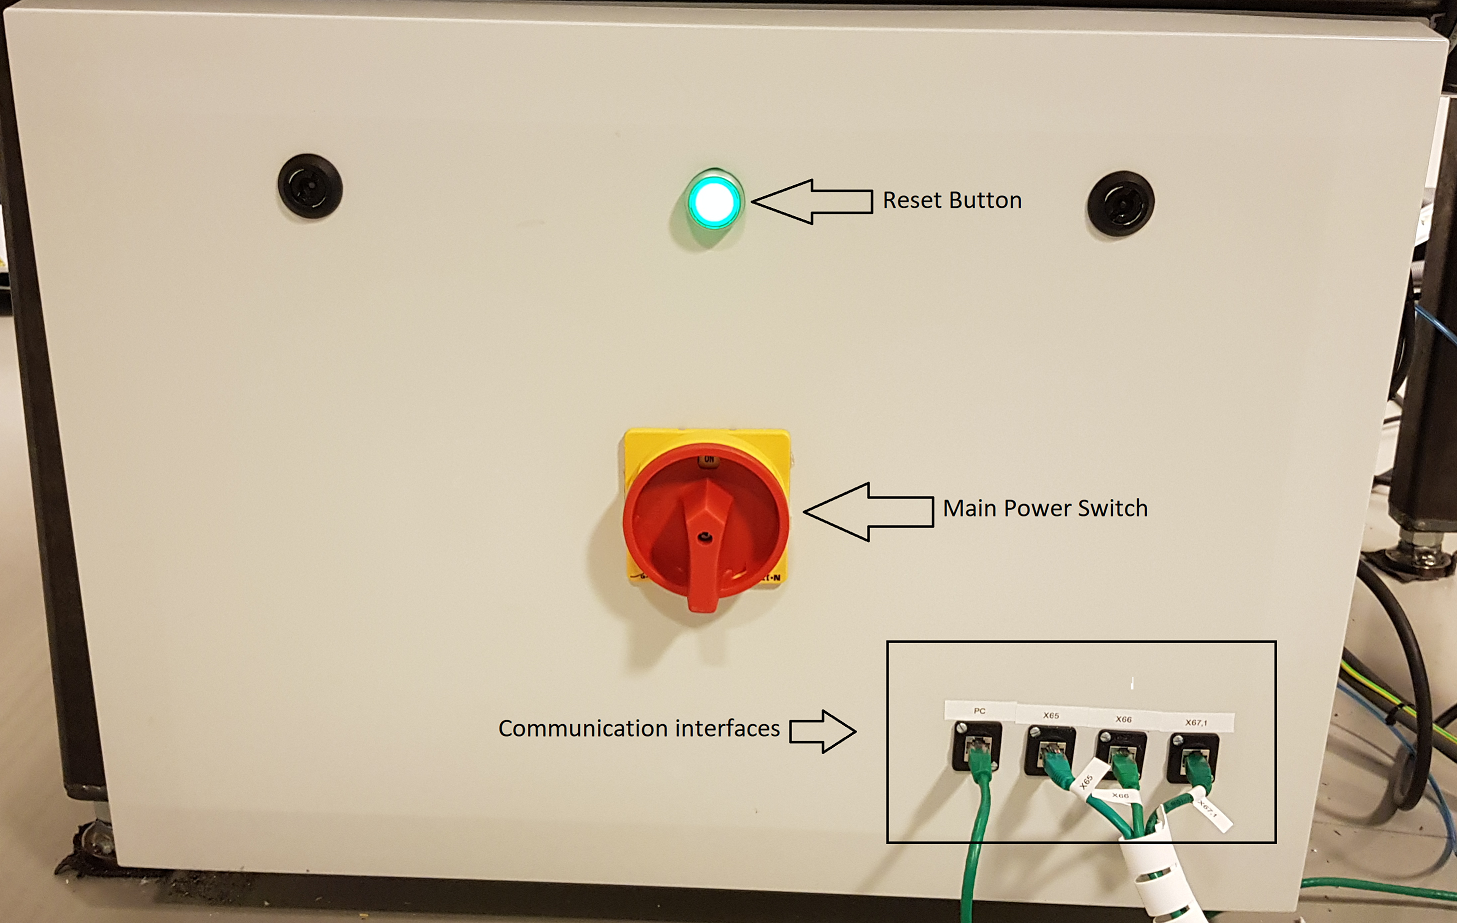 Reset Button
ON
Main Power Switch
Communication interfaces
PC
X65
X66
X67,1
X65
X66
X67,1